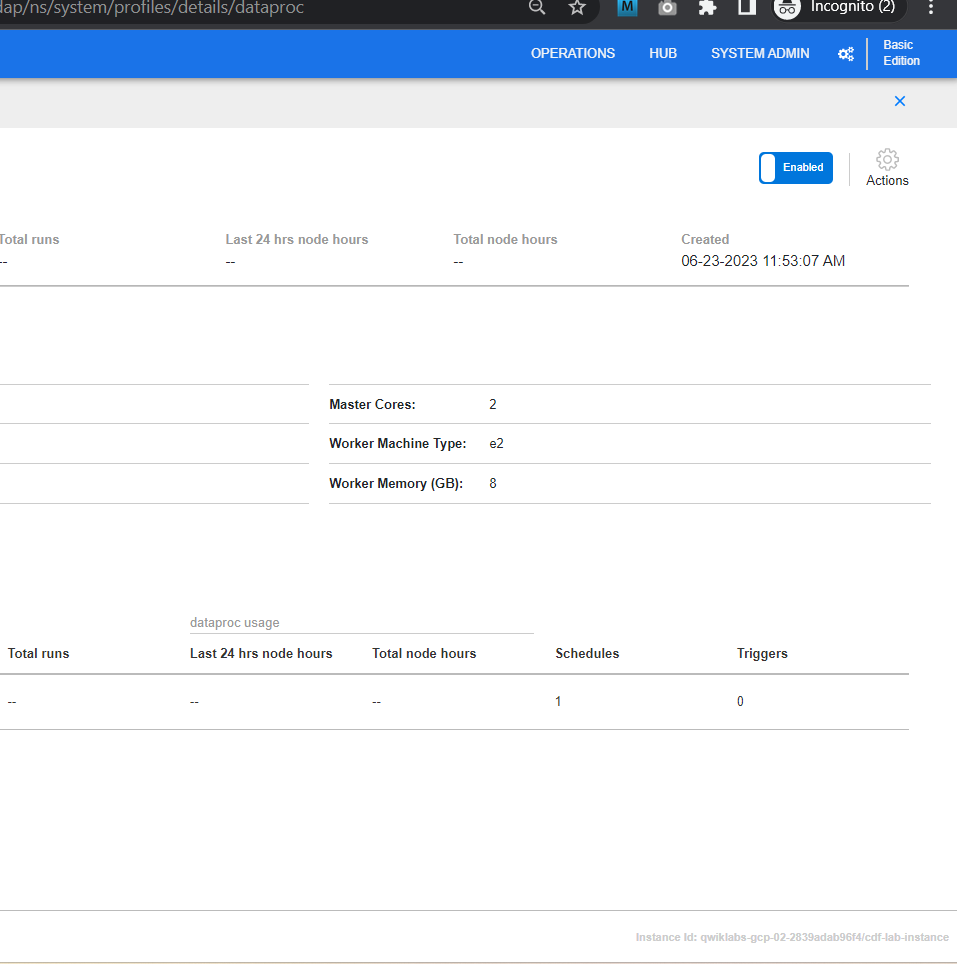 dap/ns/system/profiles/details/dataproc
M
Incognito (2)
OPERATIONS HUB SYSTEM ADMIN Basic Edition
Enabled
Actions
Total runs Last 24 hrs node hours Total node hours Created
-- -- -- 06-23-2023 11:53:07 AM
Master Cores: 2
Worker Machine Type: e2
Worker Memory (GB): 8
dataproc usage
Total runs Last 24 hrs node hours Total node hours Schedules Triggers
-- -- -- 1 0
Instance Id: qwiklabs-gcp-02-2839adab96f4/cdf-lab-instance